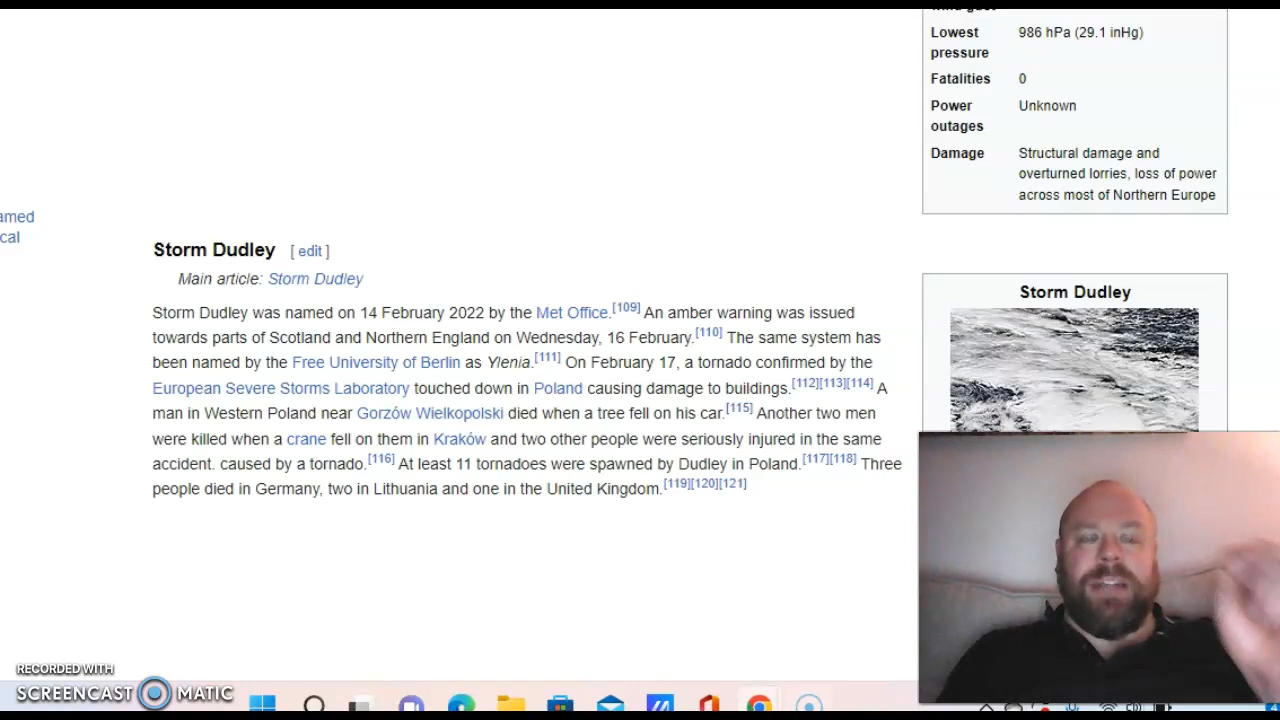 Lowest pressure 986 hPa (29.1 inHg)
Fatalities 0
Power outages Unknown
Damage Structural damage and
overturned lorries, loss of power
across most of Northern Europe
amed
cal
Storm Dudley [ edit ]
Main article: Storm Dudley
Storm Dudley was named on 14 February 2022 by the Met Office.[109] An amber warning was issued
towards parts of Scotland and Northern England on Wednesday, 16 February.[110] The same system has
been named by the Free University of Berlin as Ylenia.[111] On February 17, a tornado confirmed by the
European Severe Storms Laboratory touched down in Poland causing damage to buildings.[112][113][114] A
man in Western Poland near Gorzów Wielkopolski died when a tree fell on his car.[115] Another two men
were killed when a crane fell on them in Kraków and two other people were seriously injured in the same
accident. caused by a tornado.[116] At least 11 tornadoes were spawned by Dudley in Poland.[117][118] Three
people died in Germany, two in Lithuania and one in the United Kingdom.[119][120][121]
Storm Dudley
RECORDED WITH
SCREENCAST MATIC